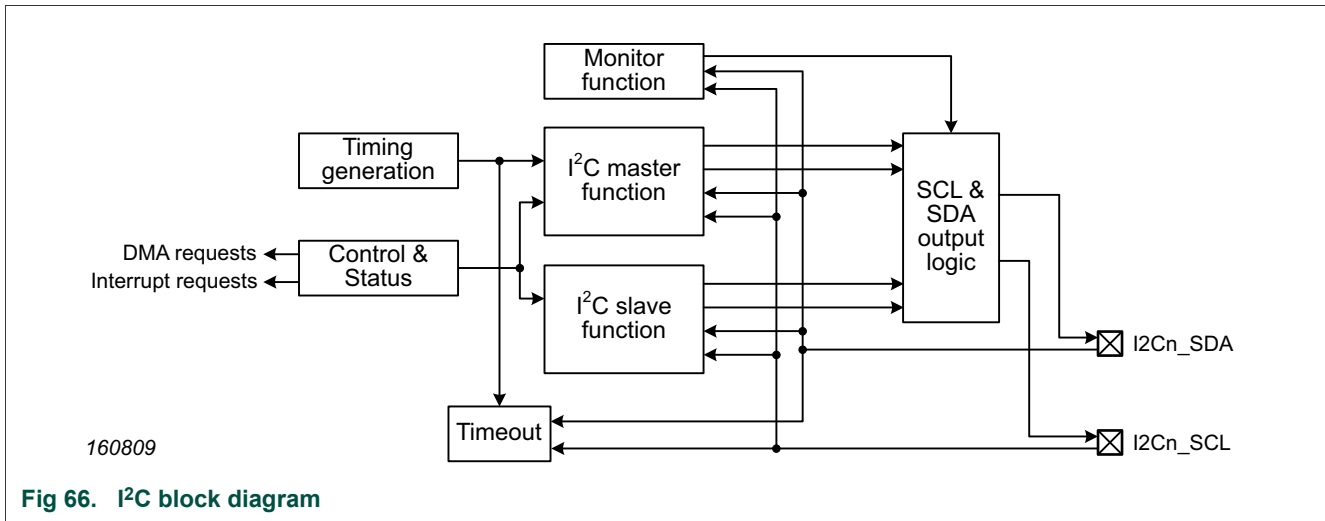 Monitor
function
Timing
generation
I²C master
function
SCL &
SDA
output
logic
DMA requests
Interrupt requests
Control &
Status
I²C slave
function
I2Cn_SDA
Timeout
I2Cn_SCL
160809
Fig 66. I²C block diagram